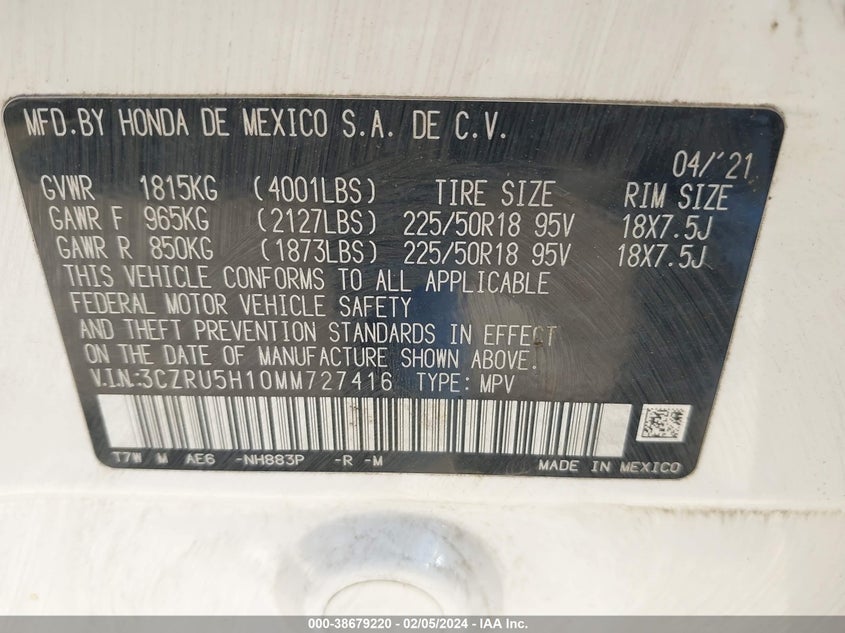 MFD.BY HONDA DE MEXICO S.A. DE C.V.
04/'21
GVWR 1815KG (4001LBS) TIRE SIZE RIM SIZE
GAWR F 965KG (2127LBS) 225/50R18 95V 18X7.5J
GAWR R 850KG (1873LBS) 225/50R18 95V 18X7.5J
THIS VEHICLE CONFORMS TO ALL APPLICABLE
FEDERAL MOTOR VEHICLE SAFETY
AND THEFT PREVENTION STANDARDS IN EFFECT
ON THE DATE OF MANUFACTURE SHOWN ABOVE.
V.I.N.:3CZRU5H10MM727416 TYPE: MPV
T7W M AE6 -NH883P -R -M MADE IN MEXICO
000-38679220 - 02/05/2024 - IAA Inc.